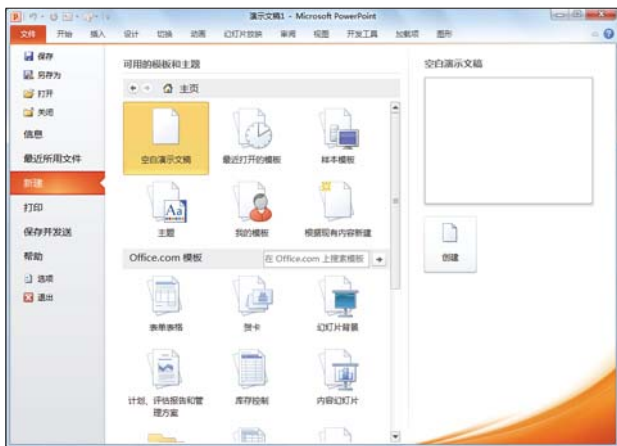 演示文稿1 - Microsoft PowerPoint
文件 开始 插入 设计 切换 动画 幻灯片放映 审阅 视图 开发工具 加载项 图形
保存
另存为
打开
关闭
信息
最近所用文件
新建
打印
保存并发送
帮助
选项
退出
可用的模板和主题
主页
空白演示文稿 最近打开的模板 样本模板
主题 我的模板 根据现有内容新建
Office.com 模板 在 Office.com 上搜索模板
表单表格 贺卡 幻灯片背景
计划、评估报告和管理方案 库存控制 内容幻灯片
空白演示文稿
创建